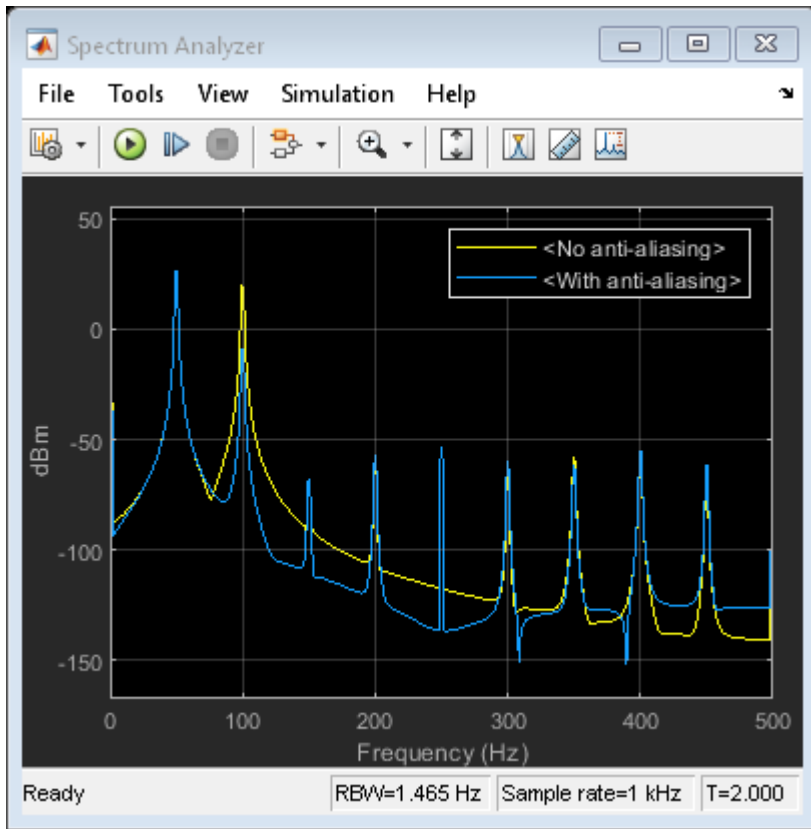 Spectrum Analyzer
File Tools View Simulation Help
50
0
-50
-100
-150
dBm
<No anti-aliasing>
<With anti-aliasing>
0 100 200 300 400 500
Frequency (Hz)
Ready RBW=1.465 Hz Sample rate=1 kHz T=2.000